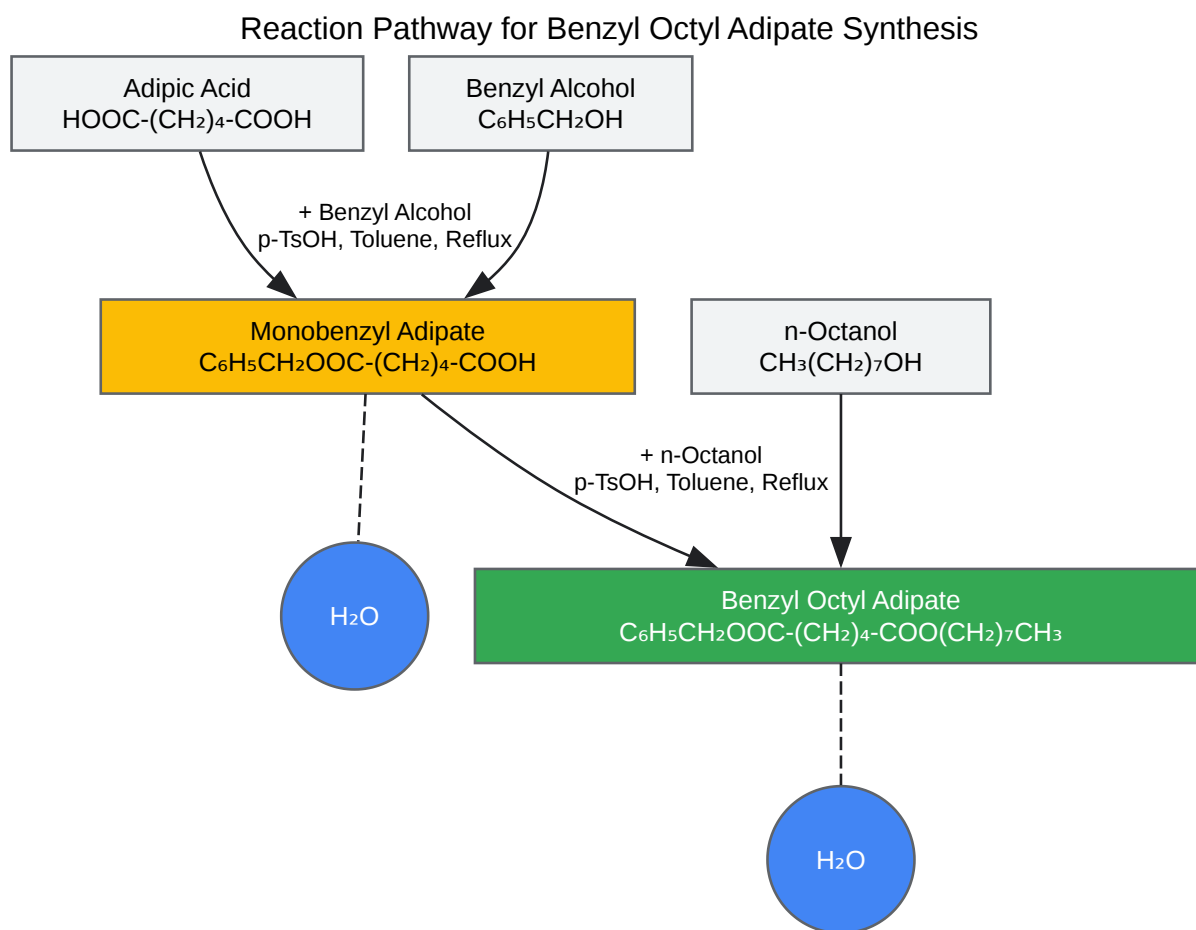 Reaction Pathway for Benzyl Octyl Adipate Synthesis
Adipic Acid
HOOC-(CH₂)₄-COOH
Benzyl Alcohol
C₆H₅CH₂OH
+ Benzyl Alcohol
p-TsOH, Toluene, Reflux
Monobenzyl Adipate
C₆H₅CH₂OOC-(CH₂)₄-COOH
n-Octanol
CH₃(CH₂)₇OH
+ n-Octanol
p-TsOH, Toluene, Reflux
H₂O
Benzyl Octyl Adipate
C₆H₅CH₂OOC-(CH₂)₄-COO(CH₂)₇CH₃
H₂O